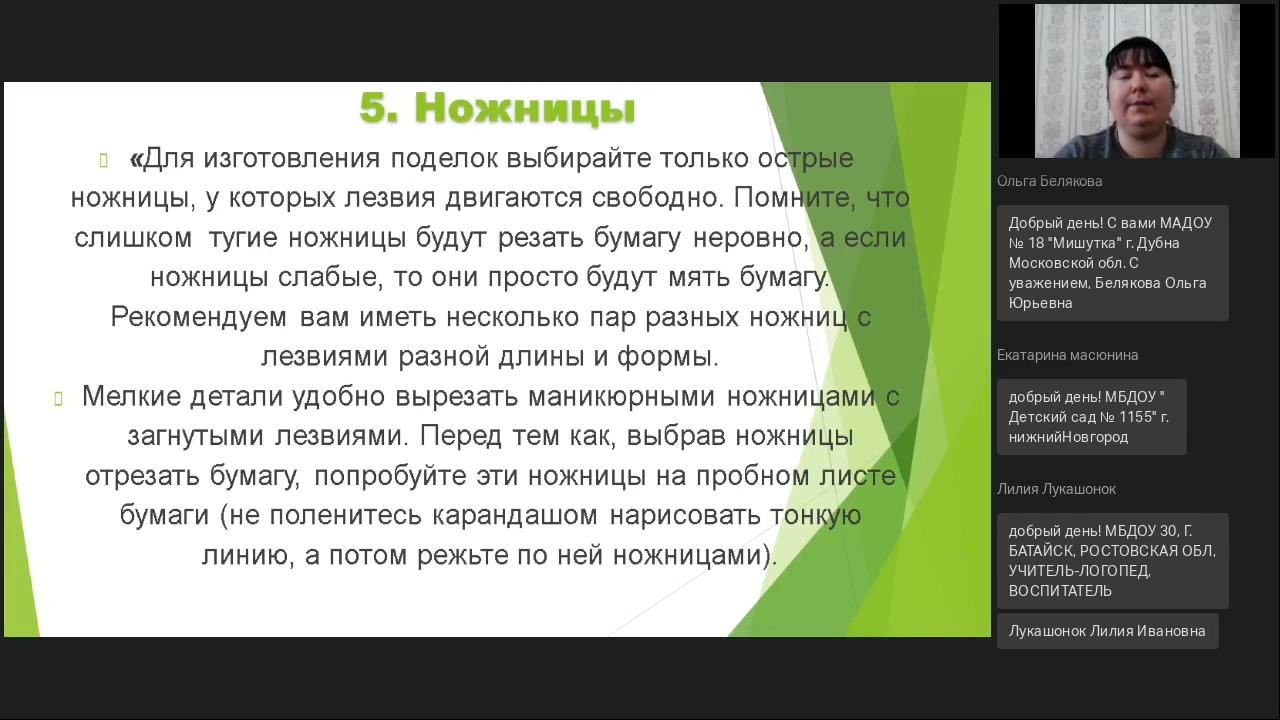 5. Ножницы
«Для изготовления поделок выбирайте только острые
ножницы, у которых лезвия двигаются свободно. Помните, что
слишком тугие ножницы будут резать бумагу неровно, а если
ножницы слабые, то они просто будут мять бумагу.
Рекомендуем вам иметь несколько пар разных ножниц с
лезвиями разной длины и формы.
Мелкие детали удобно вырезать маникюрными ножницами с
загнутыми лезвиями. Перед тем как, выбрав ножницы
отрезать бумагу, попробуйте эти ножницы на пробном листе
бумаги (не поленитесь карандашом нарисовать тонкую
линию, а потом режьте по ней ножницами).
Ольга Белякова
Добрый день! С вами МАДОУ
№ 18 "Мишутка" г. Дубна
Московской обл. С
уважением, Белякова Ольга
Юрьевна
Екатарина масюнина
добрый день! МБДОУ "
Детский сад № 1155" г.
нижнийНовгород
Лилия Лукашонок
добрый день! МБДОУ 30, Г.
БАТАЙСК, РОСТОВСКАЯ ОБЛ,
УЧИТЕЛЬ-ЛОГОПЕД,
ВОСПИТАТЕЛЬ
Лукашонок Лилия Ивановна